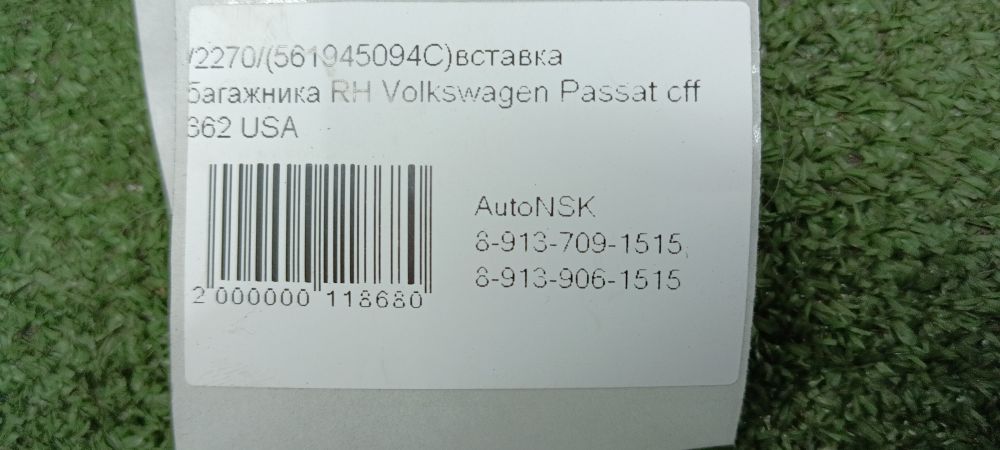 /2270/(561945094C)вставка
багажника RH Volkswagen Passat cff
362 USA
AutoNSK
8-913-709-1515,
8-913-906-1515
2 000000 118680